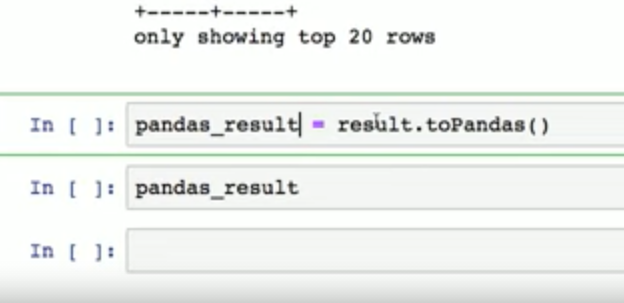 +-----+-----+
only showing top 20 rows
In [ ]: pandas_result = result.toPandas()
In [ ]: pandas_result
In [ ]: